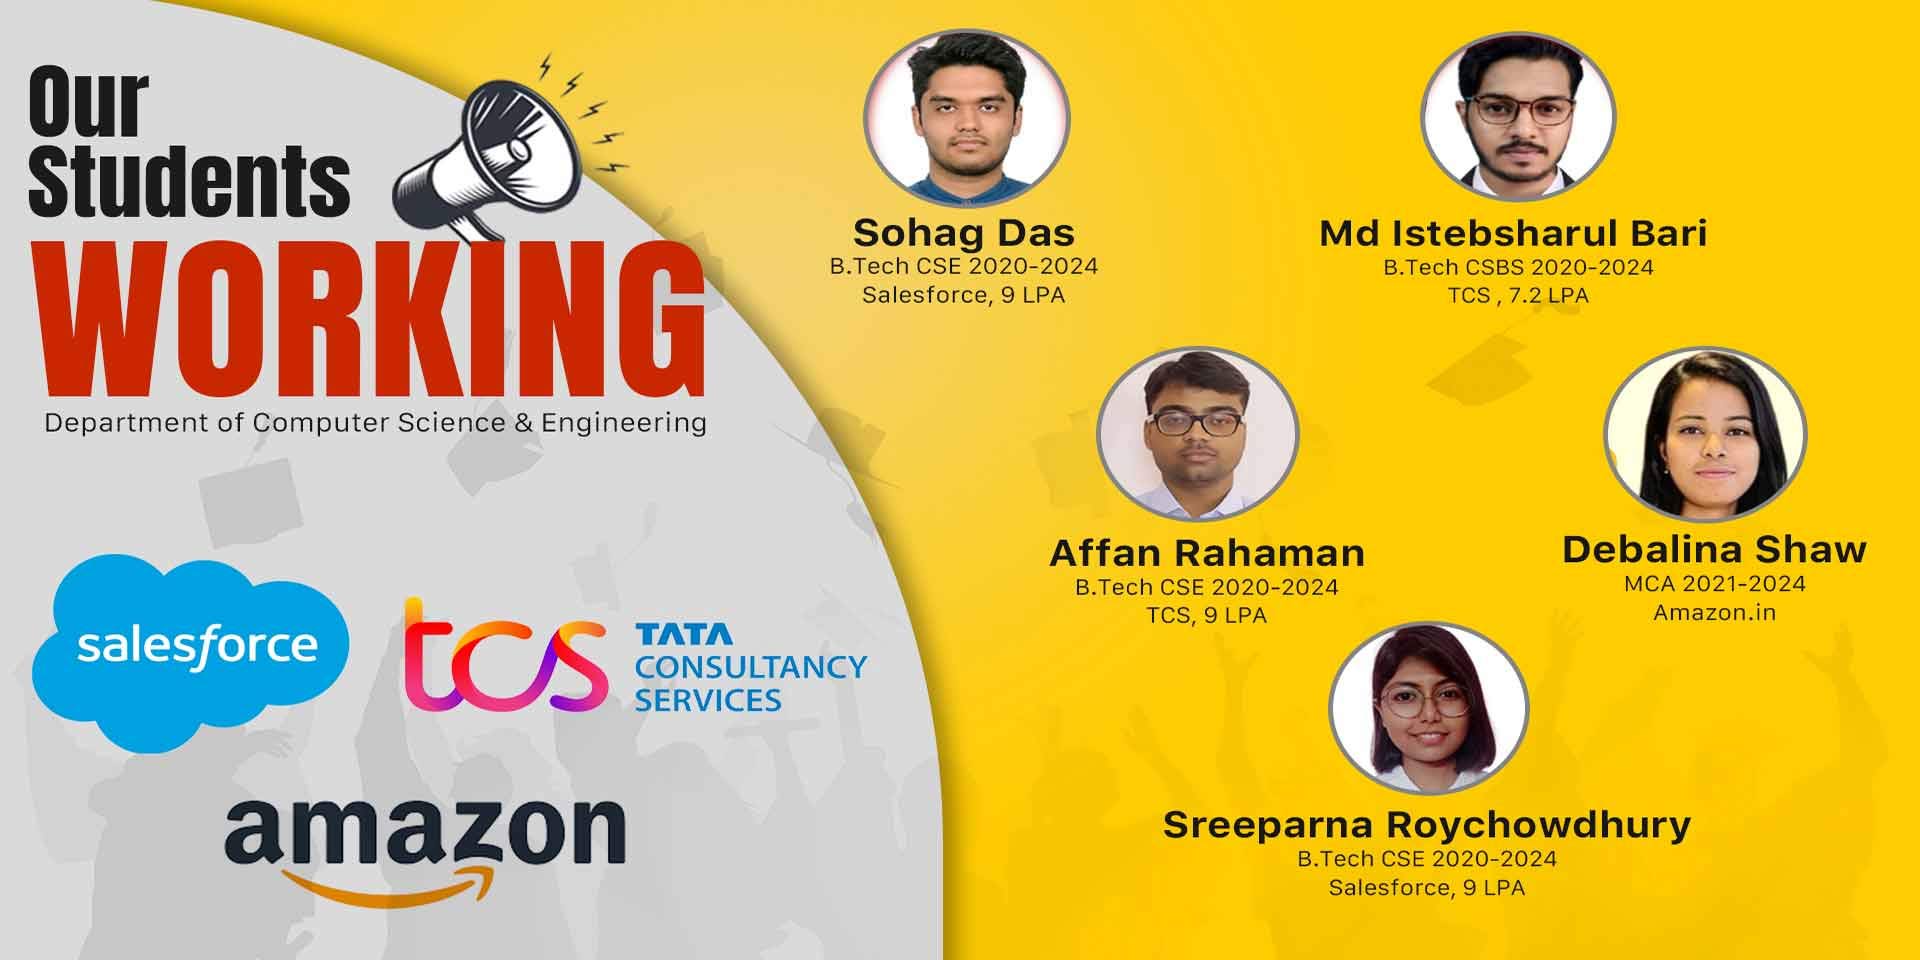 Our
Students
WORKING
Department of Computer Science & Engineering
salesforce
tcs
TATA
CONSULTANCY
SERVICES
amazon
Sohag Das
B.Tech CSE 2020-2024
Salesforce, 9 LPA
Md Istebsharul Bari
B.Tech CSBS 2020-2024
TCS , 7.2 LPA
Affan Rahaman
B.Tech CSE 2020-2024
TCS, 9 LPA
Debalina Shaw
MCA 2021-2024
Amazon.in
Sreeparna Roychowdhury
B.Tech CSE 2020-2024
Salesforce, 9 LPA